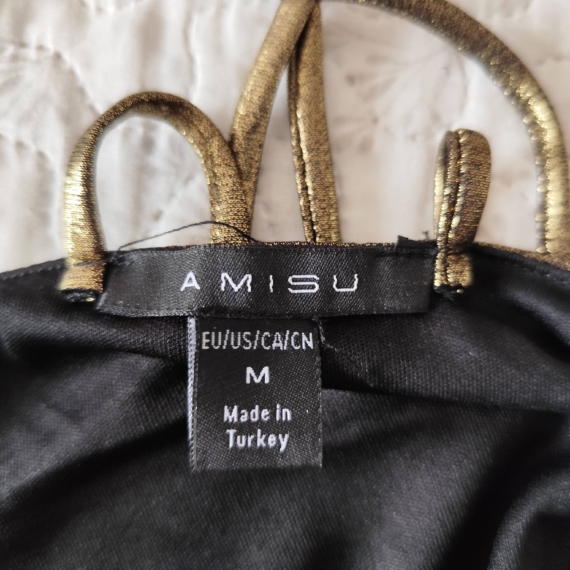 AMISU
EU/US/CA/CN
M
Made in
Turkey